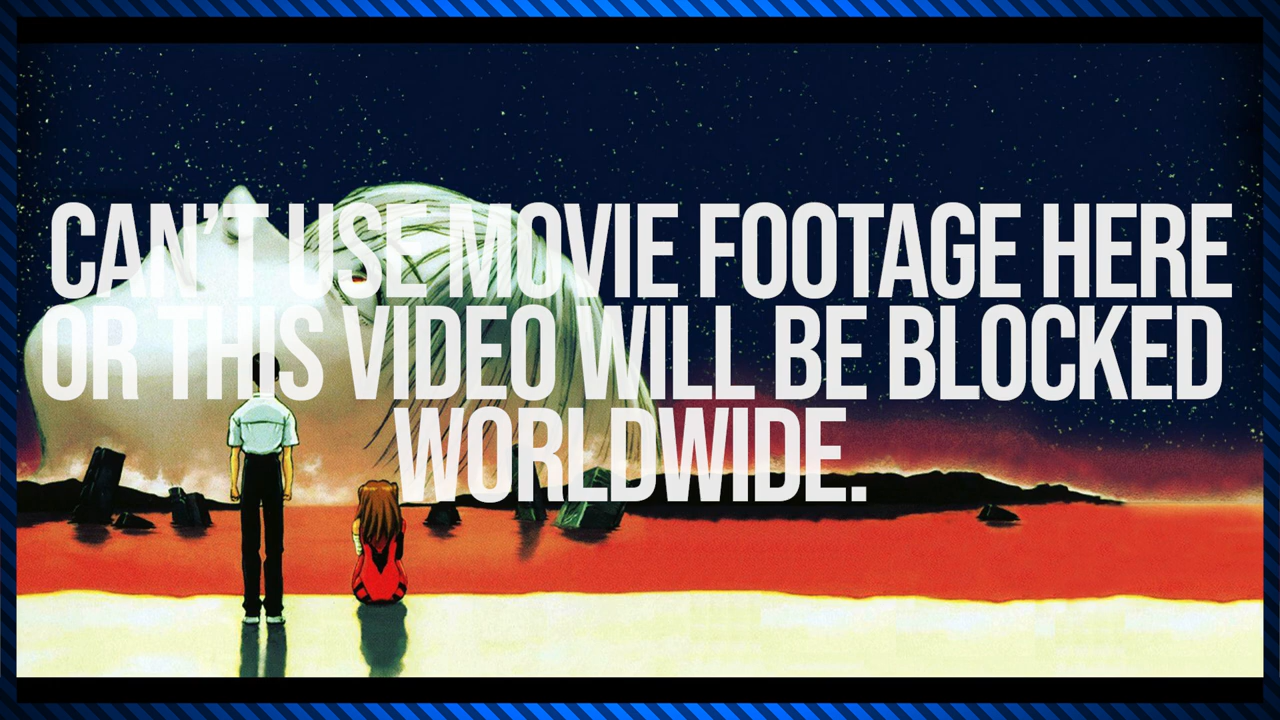 CAN'T USE MOVIE FOOTAGE HERE
OR THIS VIDEO WILL BE BLOCKED
WORLDWIDE.